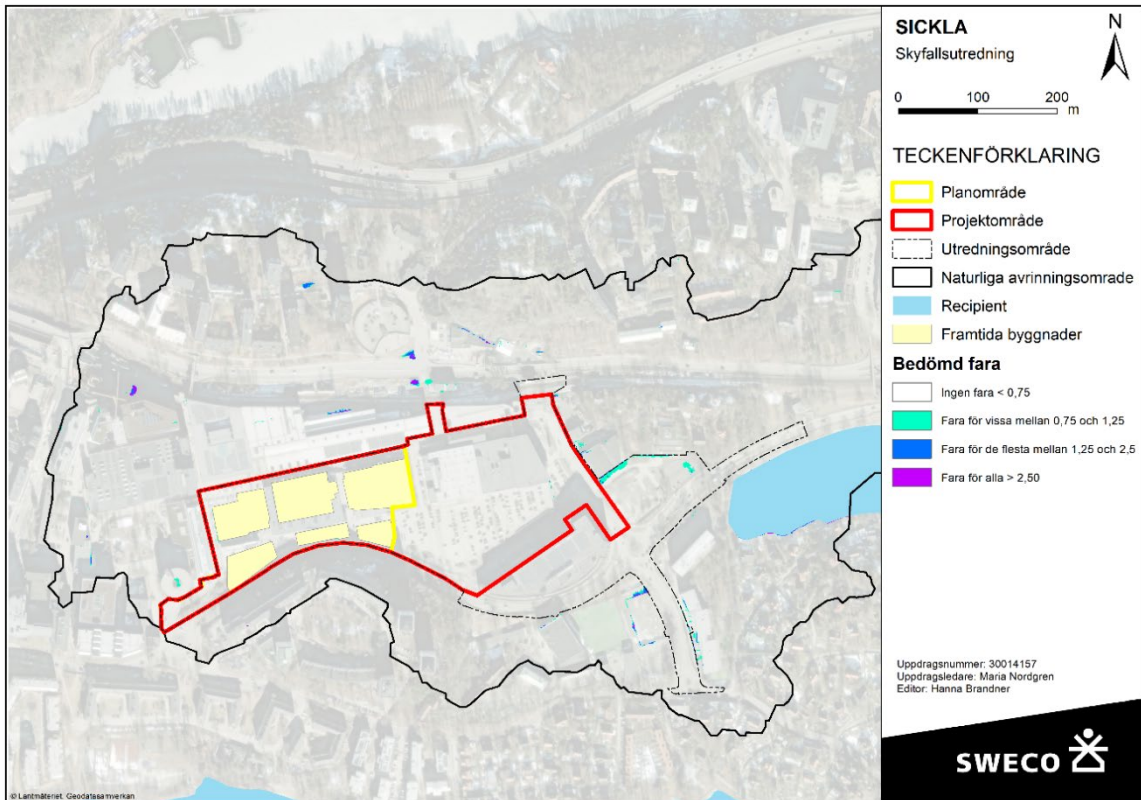 SICKLA
Skyfallsutredning
N
0 100 200
m
TECKENFÖRKLARING
Planområde
Projektområde
Utredningsområde
Naturliga avrinningsområde
Recipient
Framtida byggnader
Bedömd fara
Ingen fara < 0,75
Fara för vissa mellan 0,75 och 1,25
Fara för de flesta mellan 1,25 och 2,5
Fara för alla > 2,50
Uppdragsnummer: 30014157
Uppdragsledare: Maria Nordgren
Editor: Hanna Brandner
SWECO
© Lantmäteriet, Geodatasamverkan